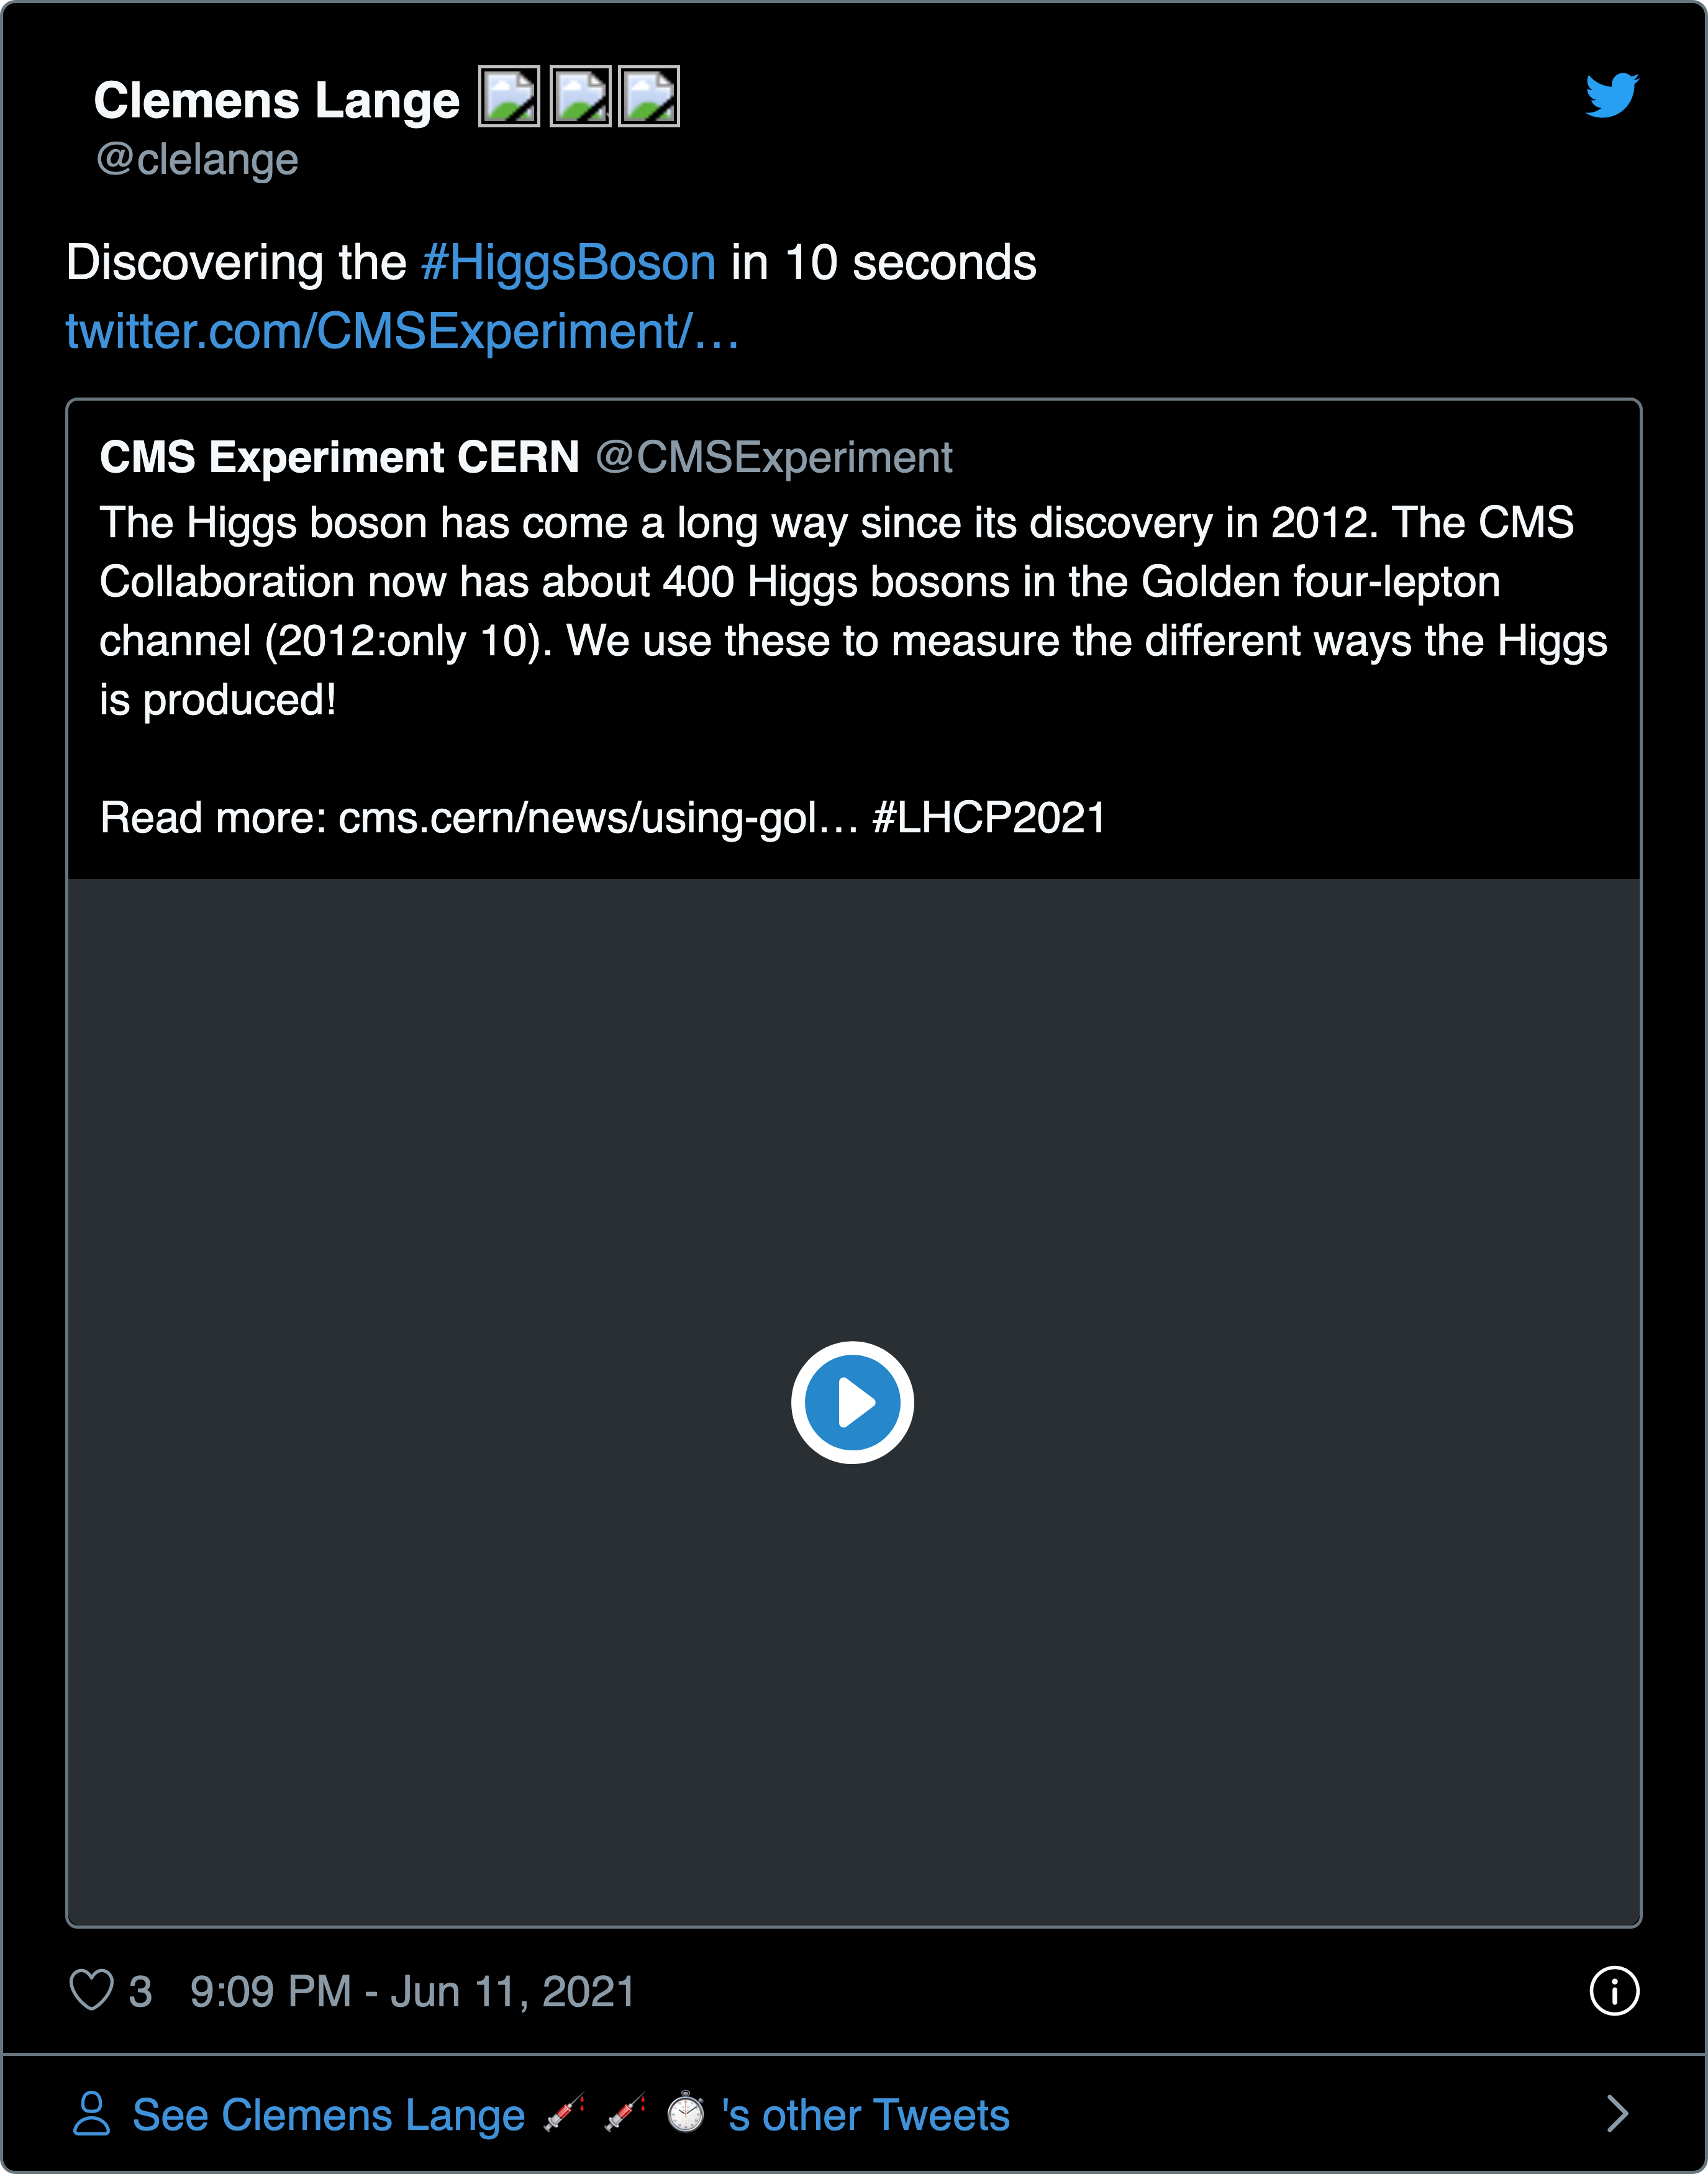 Clemens Lange
@clelange
Discovering the #HiggsBoson in 10 seconds
twitter.com/CMSExperiment/…
CMS Experiment CERN @CMSExperiment
The Higgs boson has come a long way since its discovery in 2012. The CMS
Collaboration now has about 400 Higgs bosons in the Golden four-lepton
channel (2012:only 10). We use these to measure the different ways the Higgs
is produced!
Read more: cms.cern/news/using-gol… #LHCP2021
3 9:09 PM - Jun 11, 2021
See Clemens Lange 💉 💉 ⏱ 's other Tweets